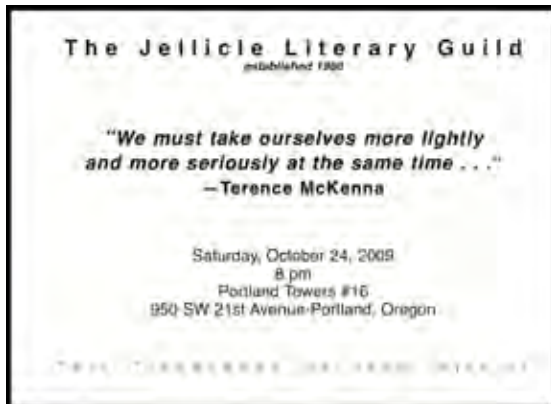 The Jellicle Literary Guild
established 1980
"We must take ourselves more lightly
and more seriously at the same time . . ."
—Terence McKenna
Saturday, October 24, 2009
8 pm
Portland Towers #16
950 SW 21st Avenue-Portland, Oregon